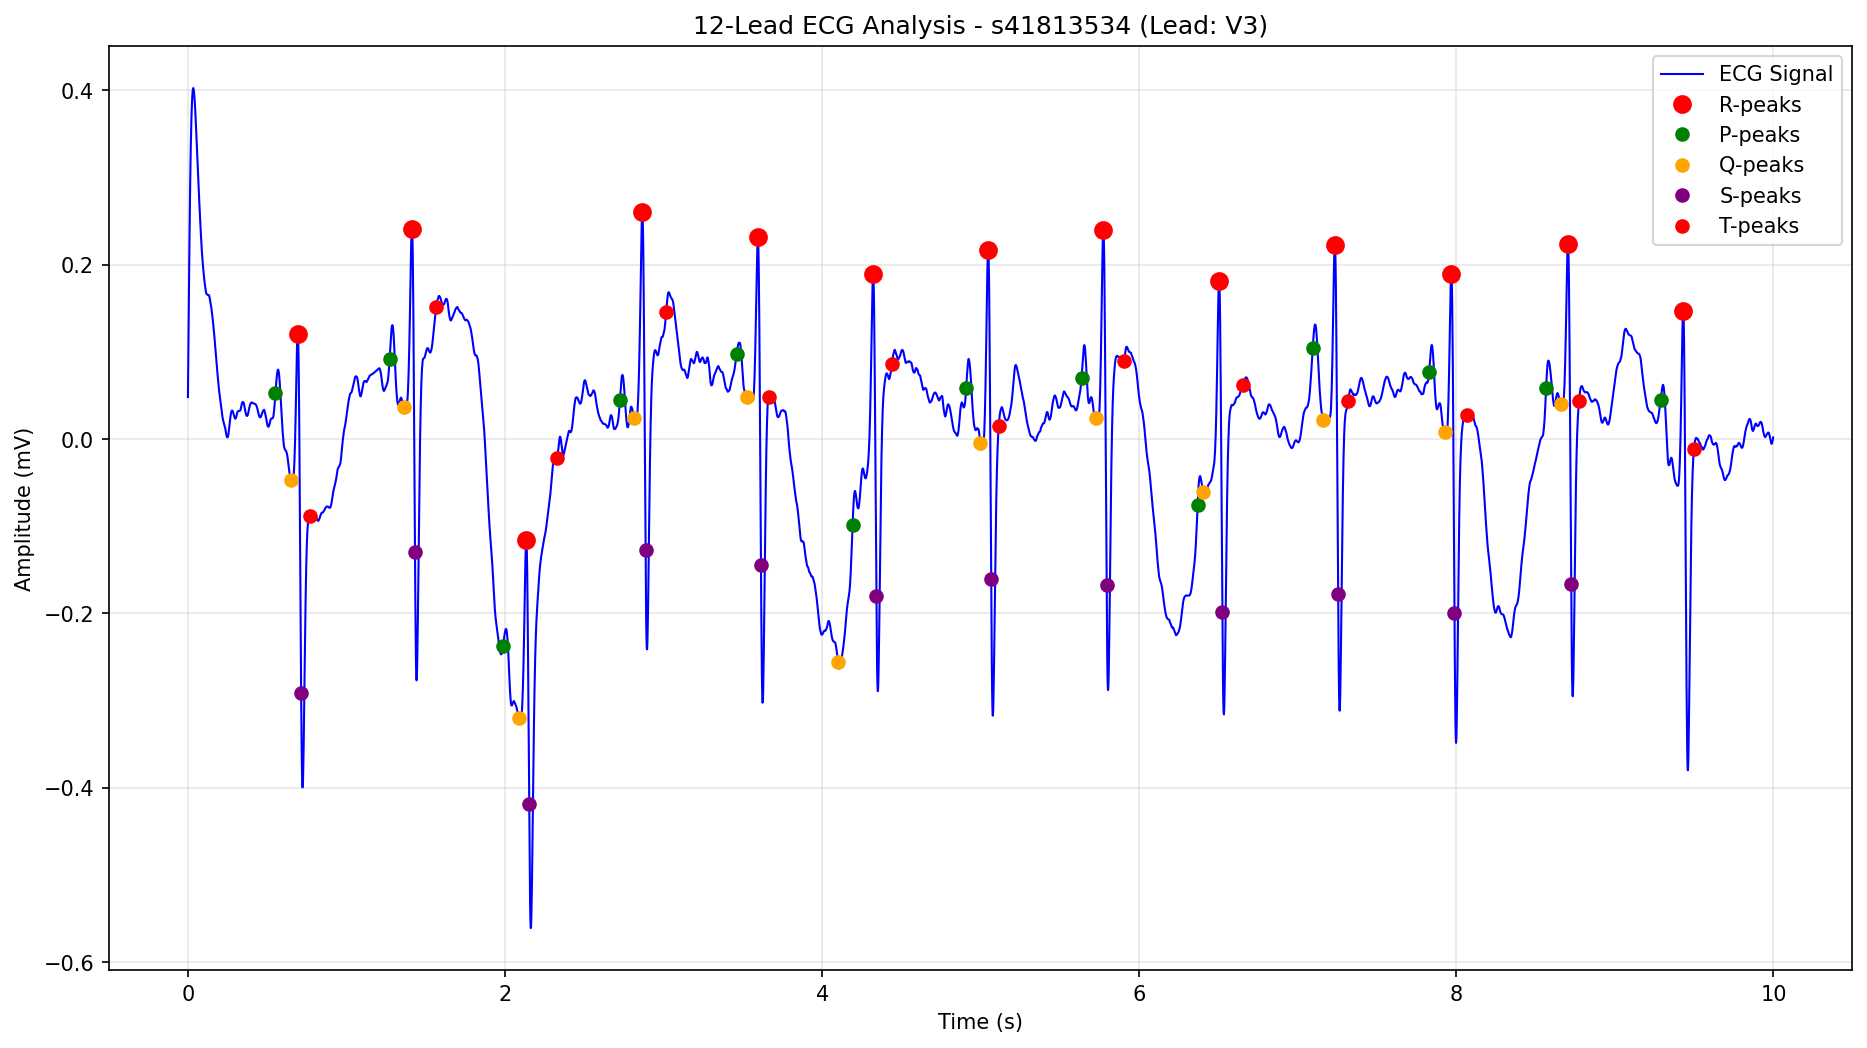 12-Lead ECG Analysis - s41813534 (Lead: V3)
ECG Signal
R-peaks
P-peaks
Q-peaks
S-peaks
T-peaks
Amplitude (mV)
0.4
0.2
0.0
−0.2
−0.4
−0.6
0 2 4 6 8 10
Time (s)